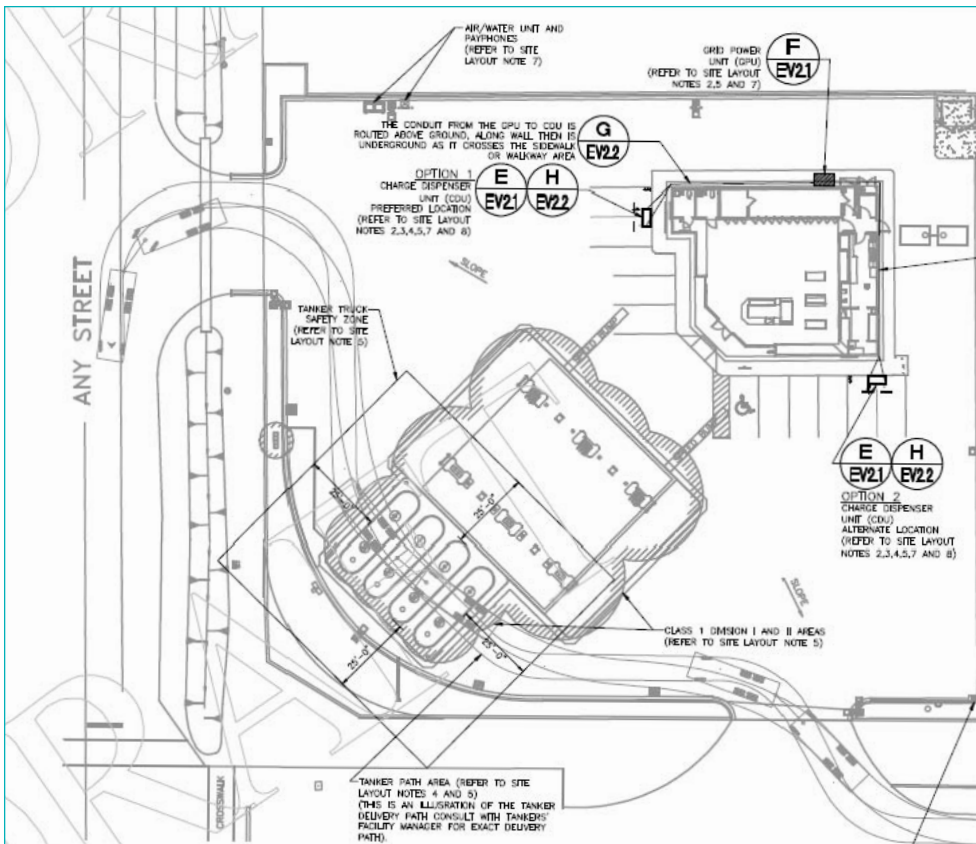 AIR/WATER UNIT AND
PAYPHONES
(REFER TO SITE
LAYOUT NOTE 7)
GRID POWER
UNIT (GPU)
(REFER TO SITE LAYOUT
NOTES 2,5 AND 7)
F
EV2.1
THE CONDUIT FROM THE GPU TO CDU IS
ROUTED ABOVE GROUND, ALONG WALL THEN IS
UNDERGROUND AS IT CROSSES THE SIDEWALK
OR WALKWAY AREA
G
EV2.2
OPTION 1
CHARGE DISPENSER
UNIT (CDU)
PREFERRED LOCATION
(REFER TO SITE LAYOUT
NOTES 2,3,4,5,7 AND 8)
E
EV2.1
H
EV2.2
SLOPE
ANY STREET
TANKER TRUCK
SAFETY ZONE
(REFER TO SITE
LAYOUT NOTE 5)
25'-0"
25'-0"
25'-0"
25'-0"
E
EV2.1
H
EV2.2
OPTION 2
CHARGE DISPENSER
UNIT (CDU)
ALTERNATE LOCATION
(REFER TO SITE LAYOUT
NOTES 2,3,4,5,7 AND 8)
SLOPE
CLASS 1 DIVISION I AND II AREAS
(REFER TO SITE LAYOUT NOTE 5)
TANKER PATH AREA (REFER TO SITE
LAYOUT NOTES 4 AND 5)
(THIS IS AN ILLUSRATION OF THE TANKER
DELIVERY PATH CONSULT WITH TANKERS'
FACILITY MANAGER FOR EXACT DELIVERY
PATH).
CROSSWALK